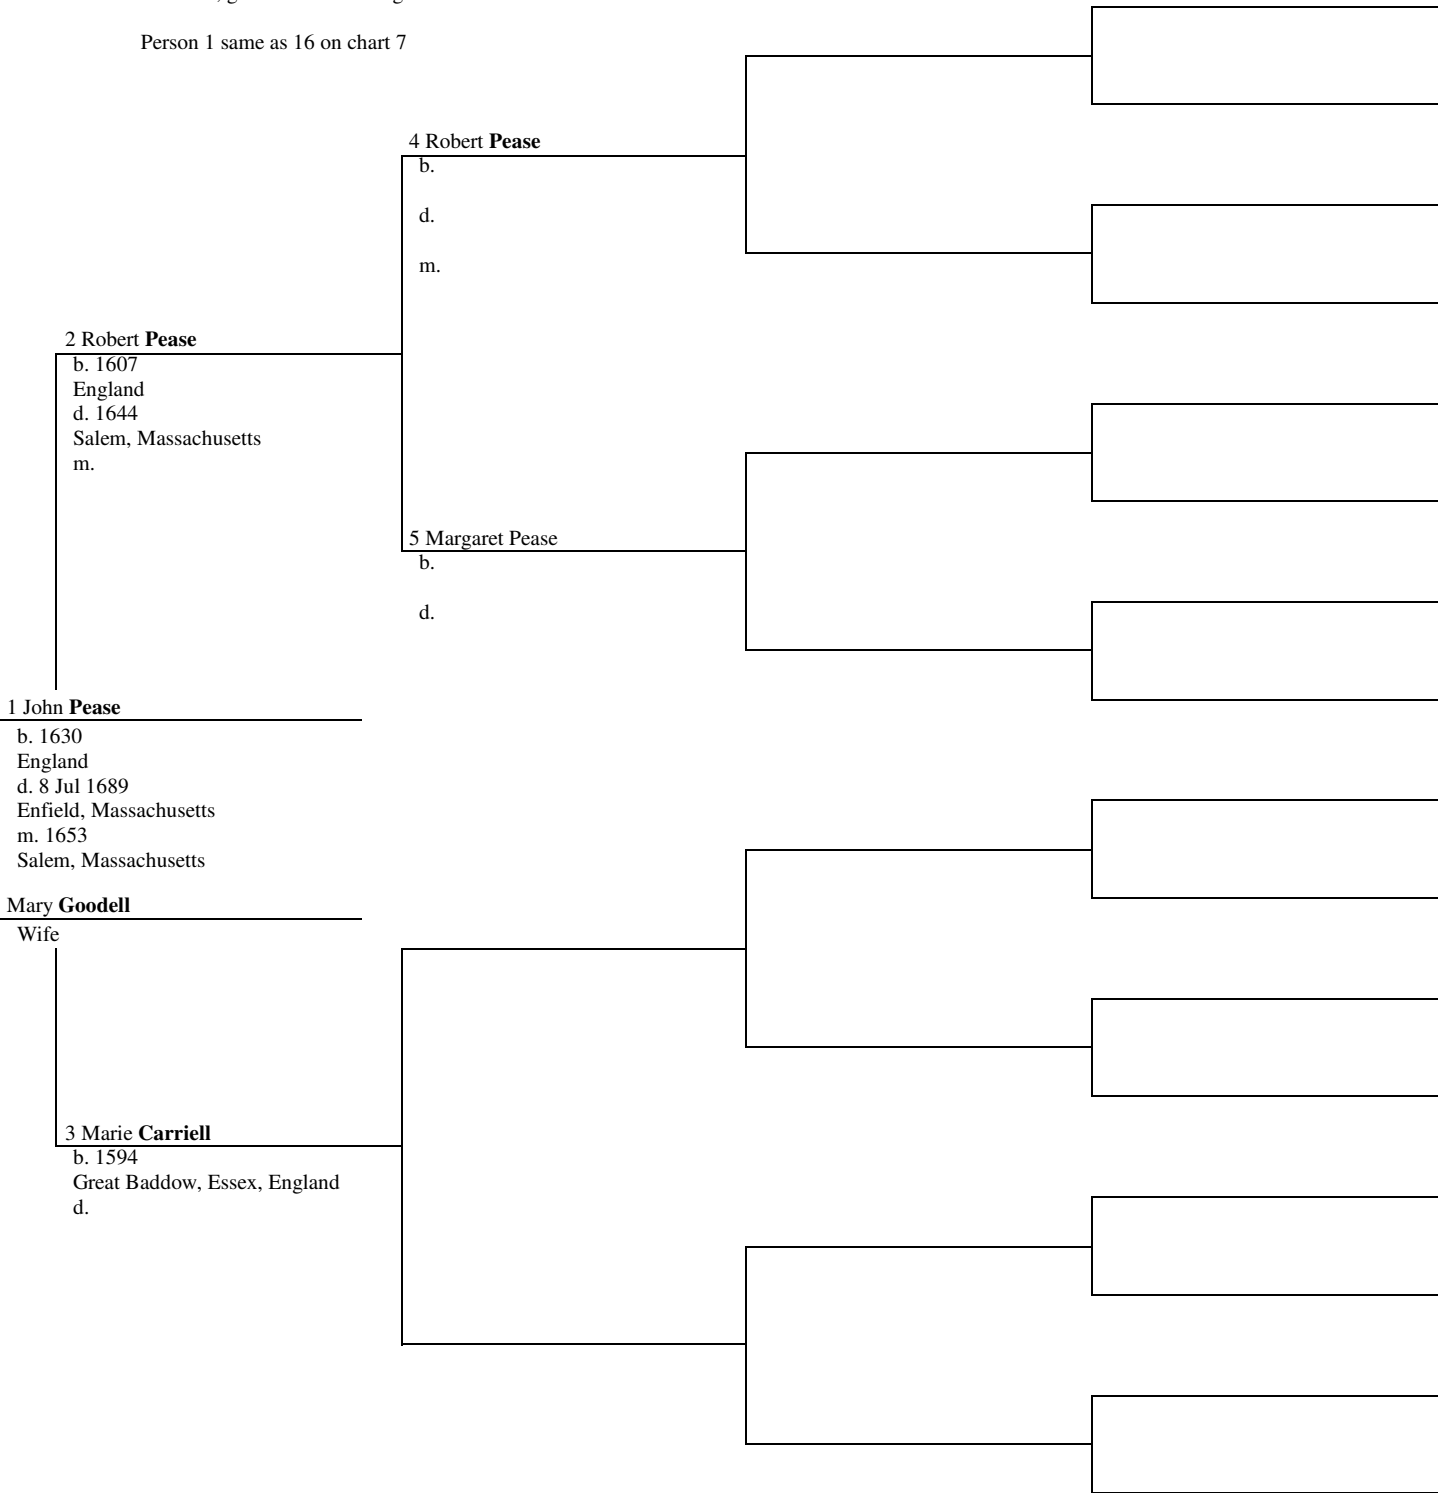 Person 1 same as 16 on chart 7
4 Robert Pease
b.
d.
m.
2 Robert Pease
b. 1607
England
d. 1644
Salem, Massachusetts
m.
5 Margaret Pease
b.
d.
1 John Pease
b. 1630
England
d. 8 Jul 1689
Enfield, Massachusetts
m. 1653
Salem, Massachusetts
Mary Goodell
Wife
3 Marie Carriell
b. 1594
Great Baddow, Essex, England
d.